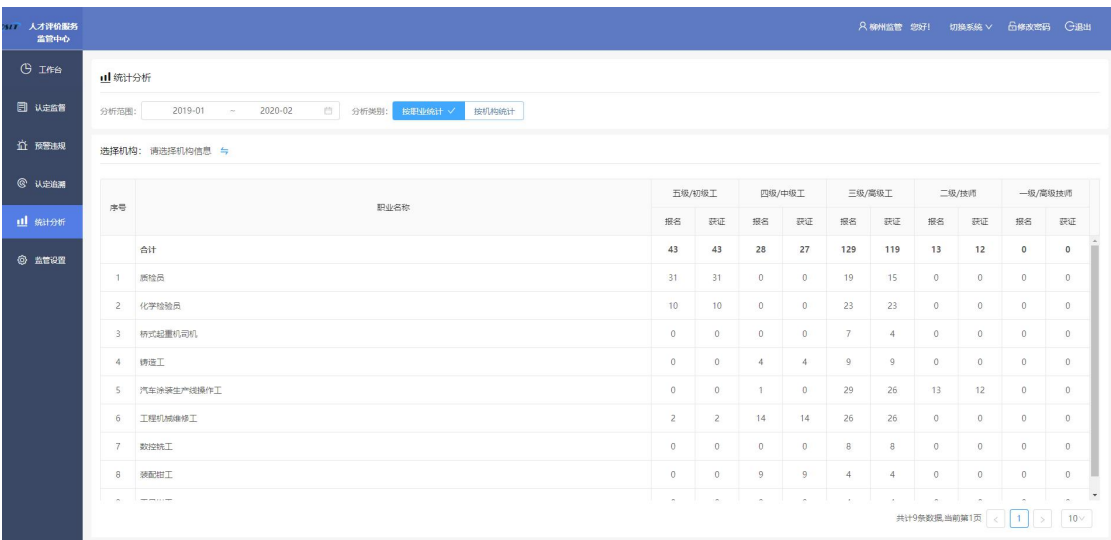 人才评价服务
监管中心
柳州监管 您好! 切换系统 修改密码 退出
工作台
认定监督
预警违规
认定追溯
统计分析
监管设置
统计分析
分析范围: 2019-01 ~ 2020-02 分析类别: 按职业统计 按机构统计
选择机构: 请选择机构信息
序号 职业名称 五级/初级工 四级/中级工 三级/高级工 二级/技师 一级/高级技师
报名 获证 报名 获证 报名 获证 报名 获证 报名 获证
合计 43 43 28 27 129 119 13 12 0 0
1 质检员 31 31 0 0 19 15 0 0 0 0
2 化学检验员 10 10 0 0 23 23 0 0 0 0
3 桥式起重机司机 0 0 0 0 7 4 0 0 0 0
4 铸造工 0 0 4 4 9 9 0 0 0 0
5 汽车涂装生产线操作工 0 0 1 0 29 26 13 12 0 0
6 工程机械维修工 2 2 14 14 26 26 0 0 0 0
7 数控铣工 0 0 0 0 8 8 0 0 0 0
8 装配钳工 0 0 9 9 4 4 0 0 0 0
共计9条数据,当前第1页 < 1 > 10